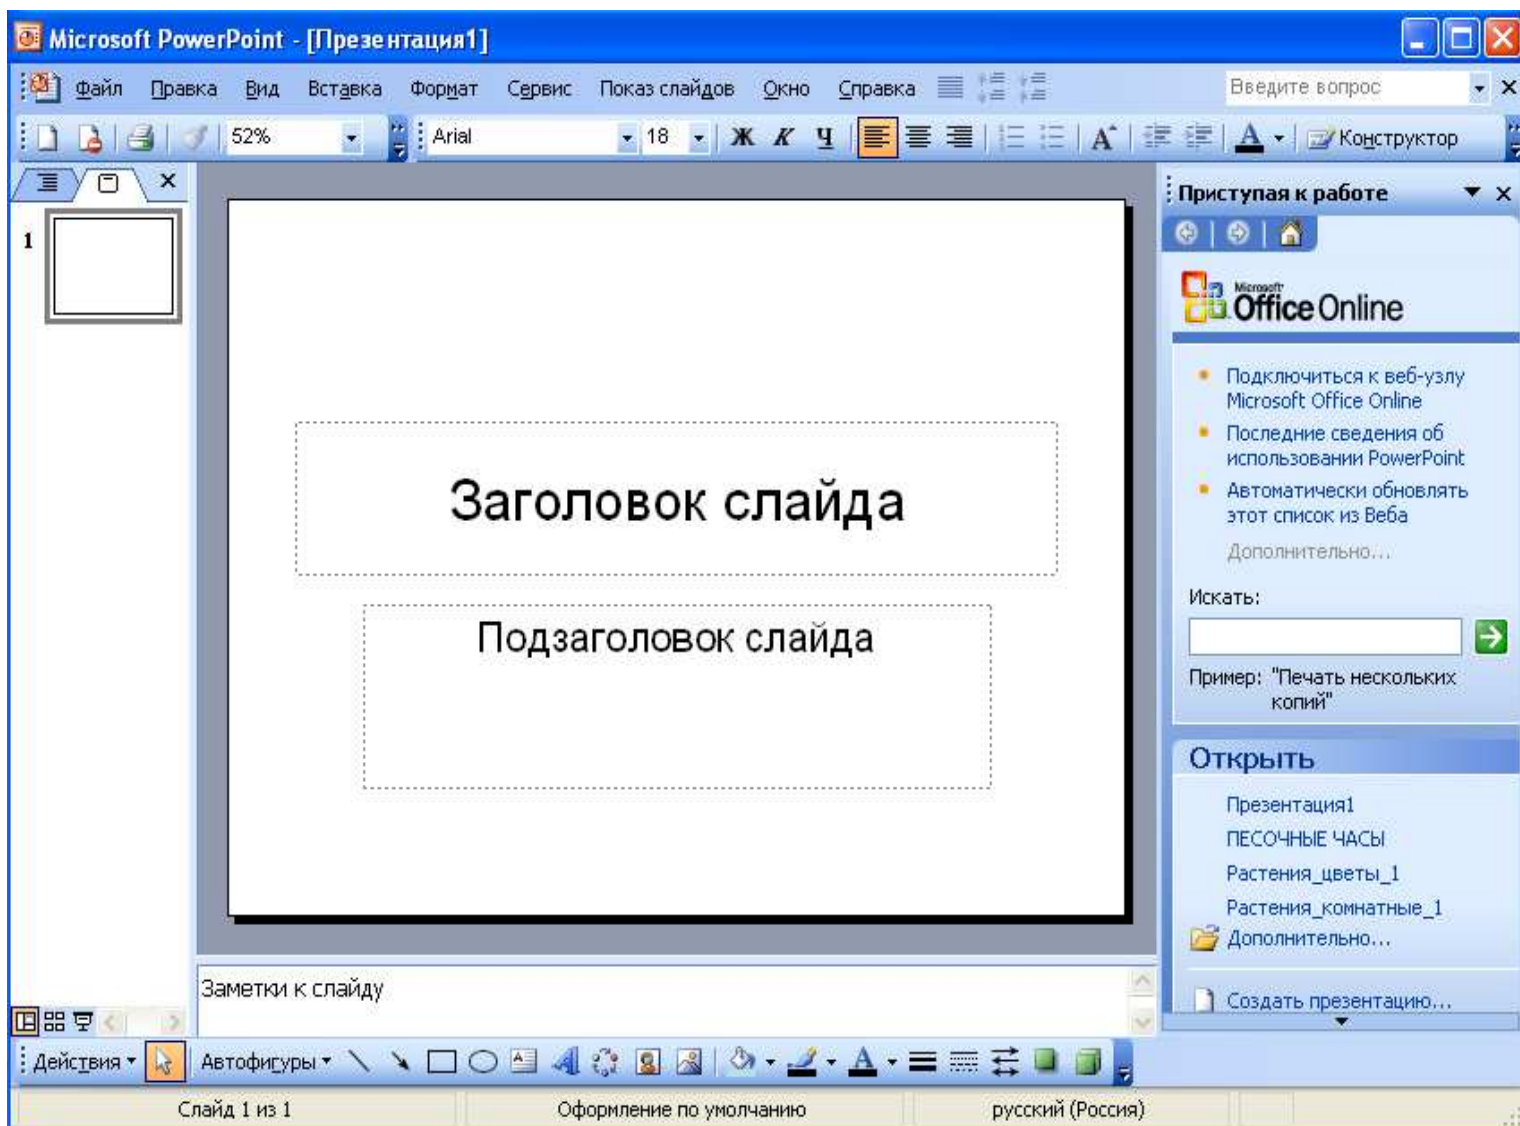 Microsoft PowerPoint - [Презентация1]
Файл Правка Вид Вставка Формат Сервис Показ слайдов Окно Справка Введите вопрос
52% Arial 18 Ж К Ч A A Конструктор
Приступая к работе
1
Microsoft
Office Online
Подключиться к веб-узлу
Microsoft Office Online
Последние сведения об
использовании PowerPoint
Автоматически обновлять
этот список из Веба
Дополнительно...
Искать:
Пример: "Печать нескольких
копий"
Заголовок слайда
Подзаголовок слайда
Открыть
Презентация1
ПЕСОЧНЫЕ ЧАСЫ
Растения_цветы_1
Растения_комнатные_1
Дополнительно...
Создать презентацию...
Заметки к слайду
Действия Автофигуры A A
Слайд 1 из 1 Оформление по умолчанию русский (Россия)